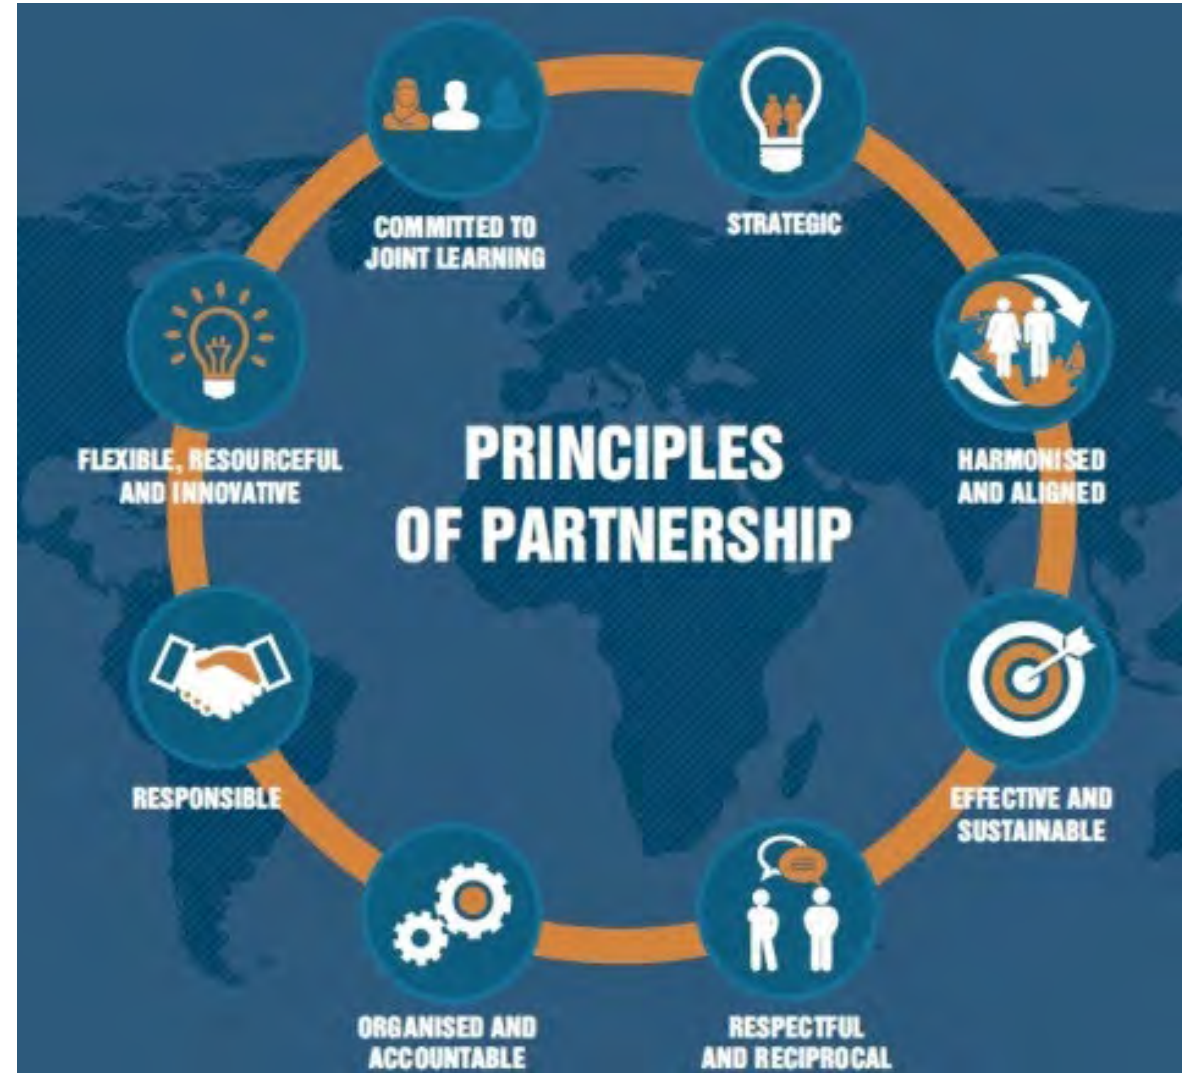 PRINCIPLES
OF PARTNERSHIP
COMMITTED TO
JOINT LEARNING
STRATEGIC
HARMONISED
AND ALIGNED
EFFECTIVE AND
SUSTAINABLE
RESPECTFUL
AND RECIPROCAL
ORGANISED AND
ACCOUNTABLE
RESPONSIBLE
FLEXIBLE, RESOURCEFUL
AND INNOVATIVE